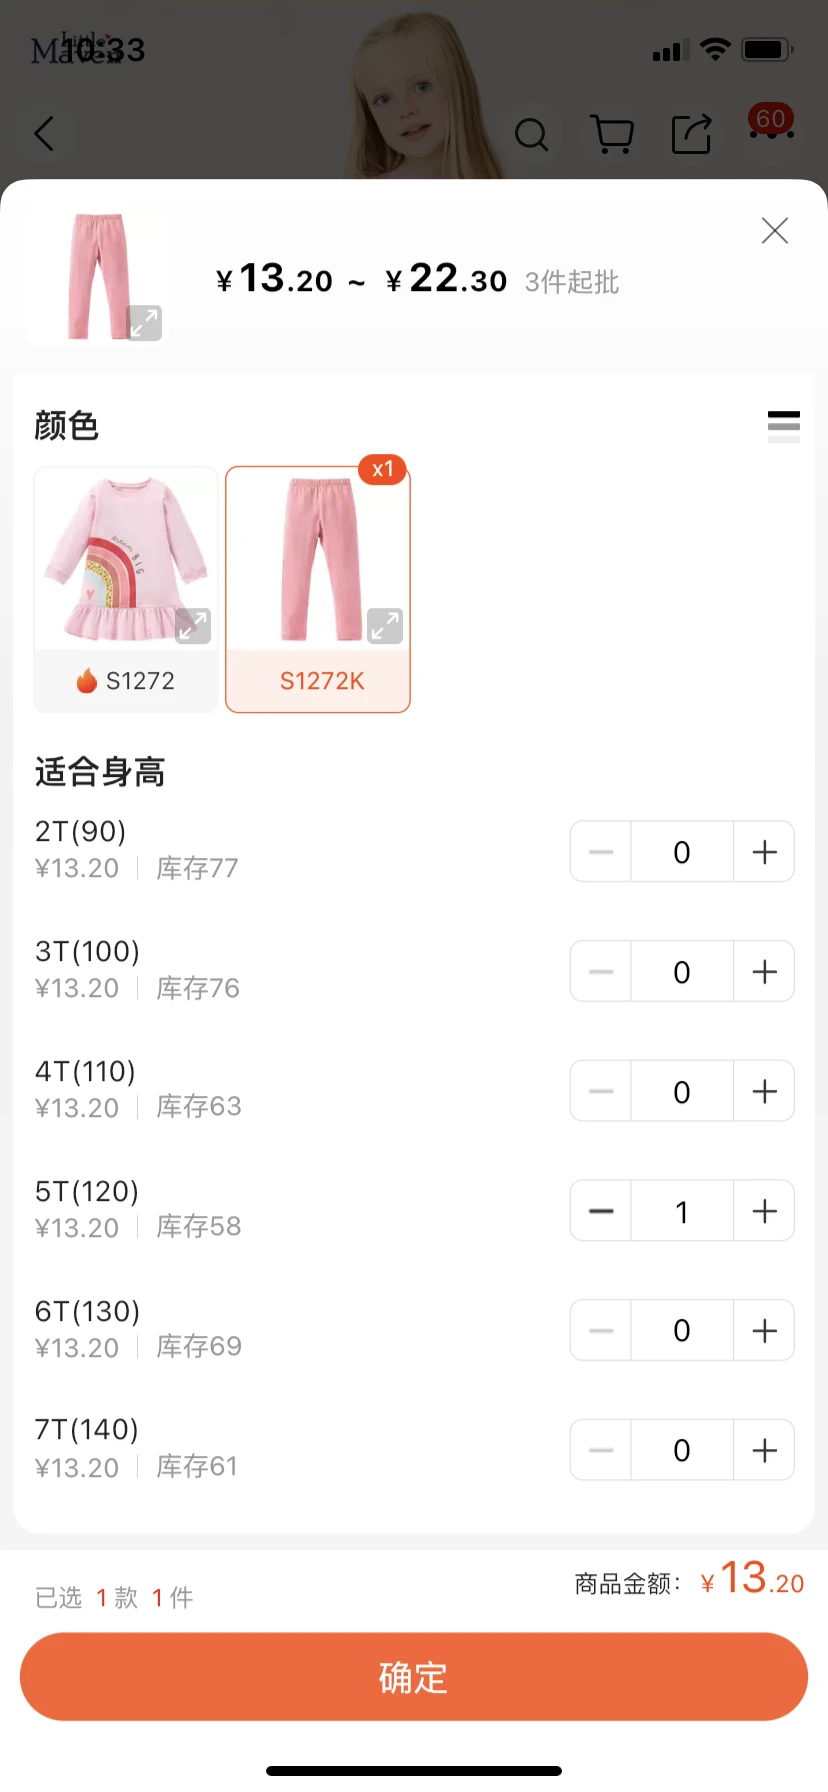 Little
Maven
10:33
60
¥13.20 ~ ¥22.30 3件起批
颜色
x1
dream BIG
S1272
S1272K
适合身高
2T(90)
¥13.20 库存77
0
3T(100)
¥13.20 库存76
0
4T(110)
¥13.20 库存63
0
5T(120)
¥13.20 库存58
1
6T(130)
¥13.20 库存69
0
7T(140)
¥13.20 库存61
0
已选 1 款 1 件
商品金额： ¥13.20
确定